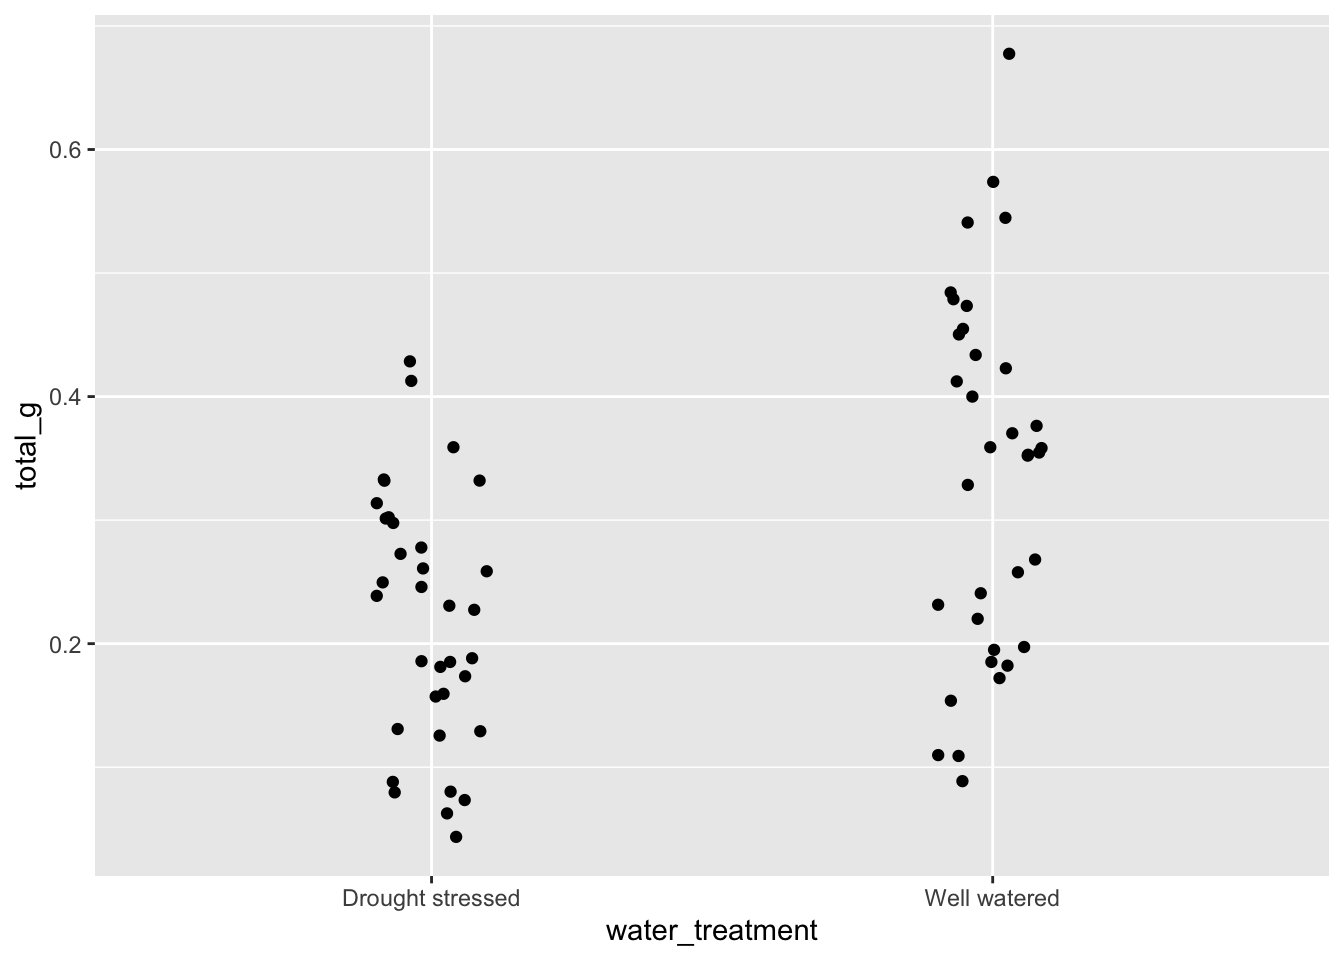 total_g
0.6
0.4
0.2
Drought stressed
Well watered
water_treatment